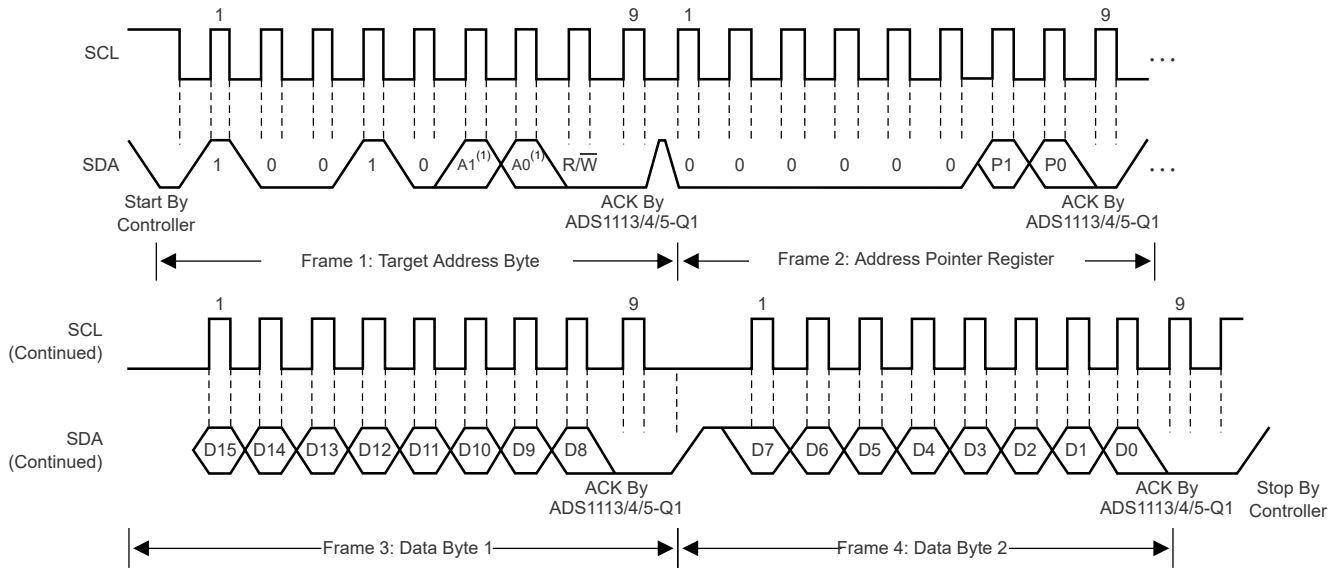 1 9 1 9
SCL ...
SDA 1 0 0 1 0 A1(1) A0(1) R/W̅ 0 0 0 0 0 0 P1 P0 ...
Start By
Controller
ACK By
ADS1113/4/5-Q1
ACK By
ADS1113/4/5-Q1
Frame 1: Target Address Byte
Frame 2: Address Pointer Register
1 9 1 9
SCL
(Continued)
SDA
(Continued)
D15 D14 D13 D12 D11 D10 D9 D8 D7 D6 D5 D4 D3 D2 D1 D0
ACK By
ADS1113/4/5-Q1
ACK By
ADS1113/4/5-Q1
Stop By
Controller
Frame 3: Data Byte 1
Frame 4: Data Byte 2